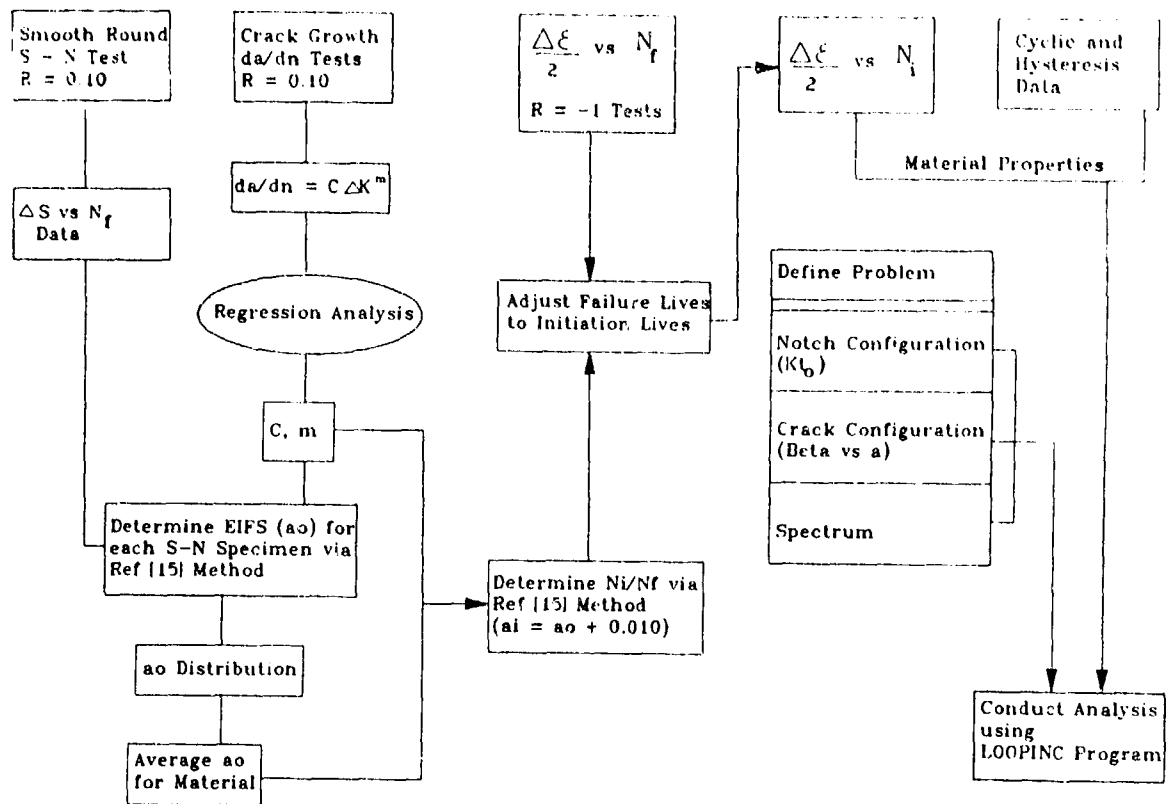 Smooth Round
S - N Test
R = 0.10
Crack Growth
da/dn Tests
R = 0.10
Δε/2 vs N_f
R = -1 Tests
Δε/2 vs N_i
Cyclic and
Hysteresis
Data
Material Properties
da/dn = C ΔK^m
ΔS vs N_f
Data
Regression Analysis
Adjust Failure Lives
to Initiation Lives
Define Problem
Notch Configuration
(Kt_o)
Crack Configuration
(Beta vs a)
Spectrum
C, m
Determine EIFS (ao) for
each S-N Specimen via
Ref [15] Method
Determine Ni/Nf via
Ref [15] Method
(ai = ao + 0.010)
ao Distribution
Average ao
for Material
Conduct Analysis
using
LOOPINC Program